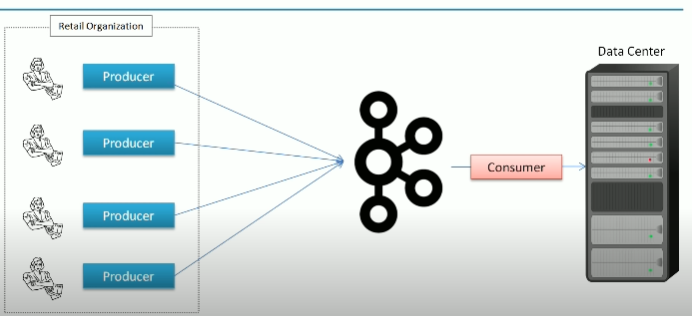 Retail Organization
Producer
Producer
Producer
Producer
Consumer
Data Center